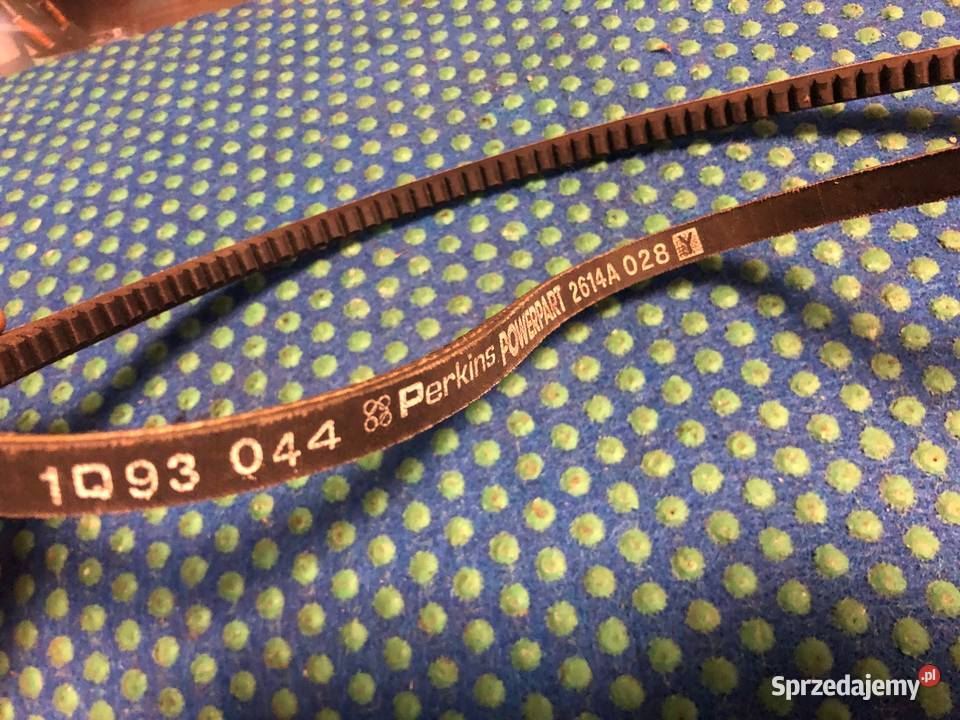 1Q93 044 Perkins POWERPART 2614A 028 Y
Sprzedajemy.pl